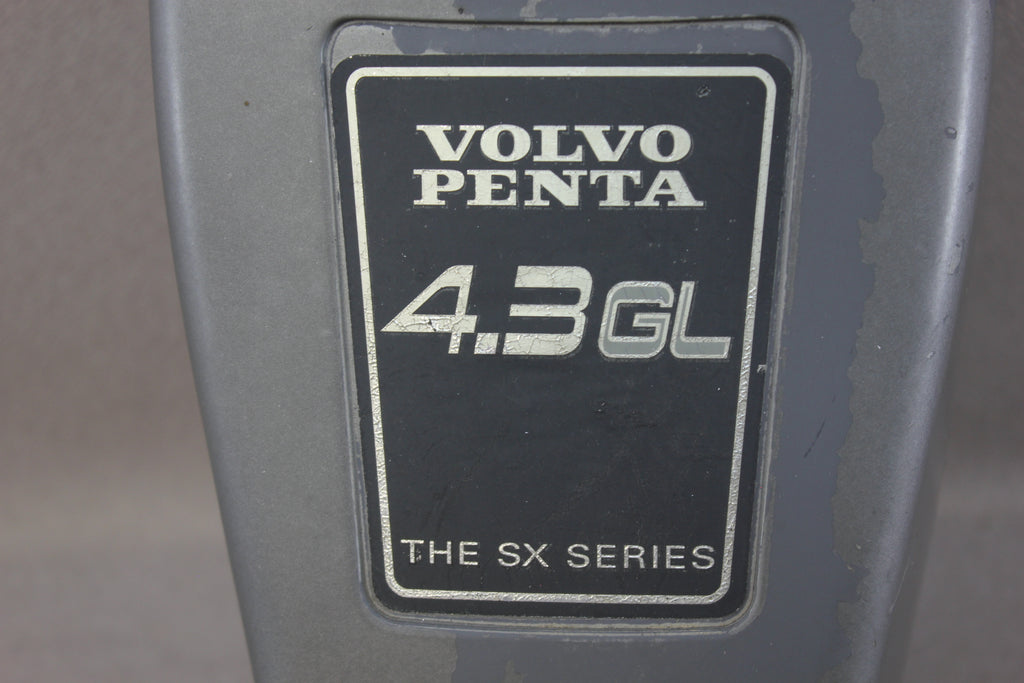 VOLVO
PENTA
4.3GL
THE SX SERIES